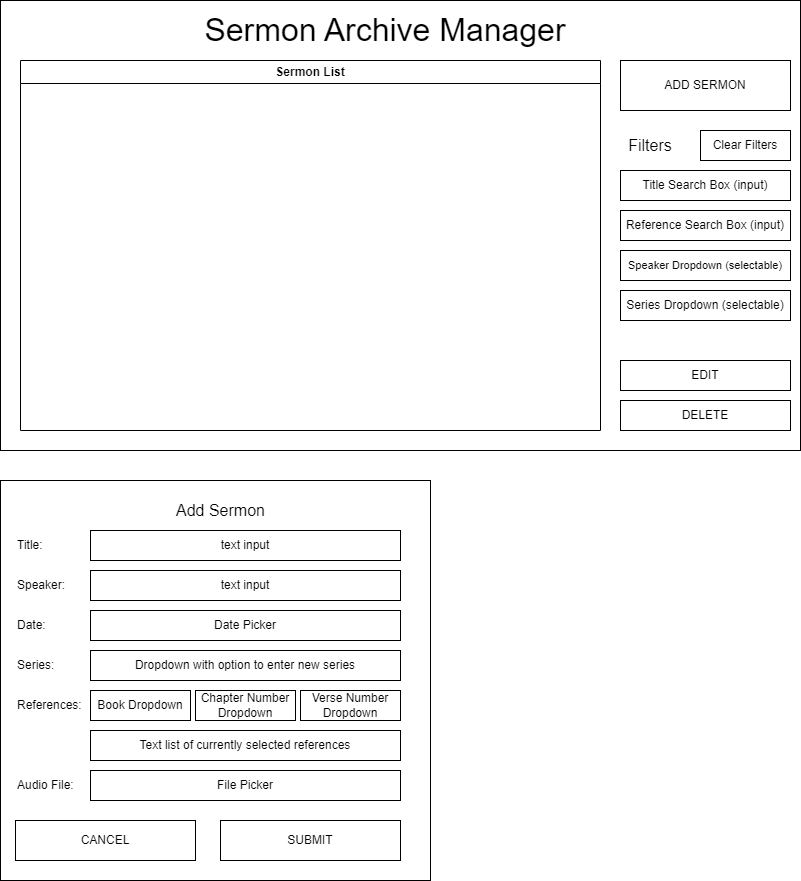 Sermon Archive Manager
Sermon List
ADD SERMON
Filters
Clear Filters
Title Search Box (input)
Reference Search Box (input)
Speaker Dropdown (selectable)
Series Dropdown (selectable)
EDIT
DELETE
Add Sermon
Title:
text input
Speaker:
text input
Date:
Date Picker
Series:
Dropdown with option to enter new series
References:
Book Dropdown
Chapter Number
Dropdown
Verse Number
Dropdown
Text list of currently selected references
Audio File:
File Picker
CANCEL
SUBMIT